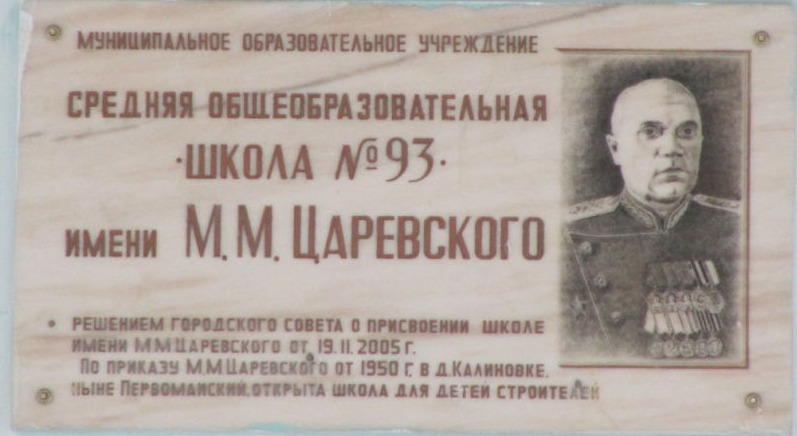 МУНИЦИПАЛЬНОЕ ОБРАЗОВАТЕЛЬНОЕ УЧРЕЖДЕНИЕ
СРЕДНЯЯ ОБЩЕОБРАЗОВАТЕЛЬНАЯ
·ШКОЛА №93·
ИМЕНИ М.М.ЦАРЕВСКОГО
• РЕШЕНИЕМ ГОРОДСКОГО СОВЕТА О ПРИСВОЕНИИ ШКОЛЕ
ИМЕНИ М.М.ЦАРЕВСКОГО ОТ 19.11.2005 Г.
ПО ПРИКАЗУ М.М.ЦАРЕВСКОГО ОТ 1950 Г. В Д.КАЛИНОВКЕ,
НЫНЕ ПЕРВОМАЙСКИЙ, ОТКРЫТА ШКОЛА ДЛЯ ДЕТЕЙ СТРОИТЕЛЕЙ